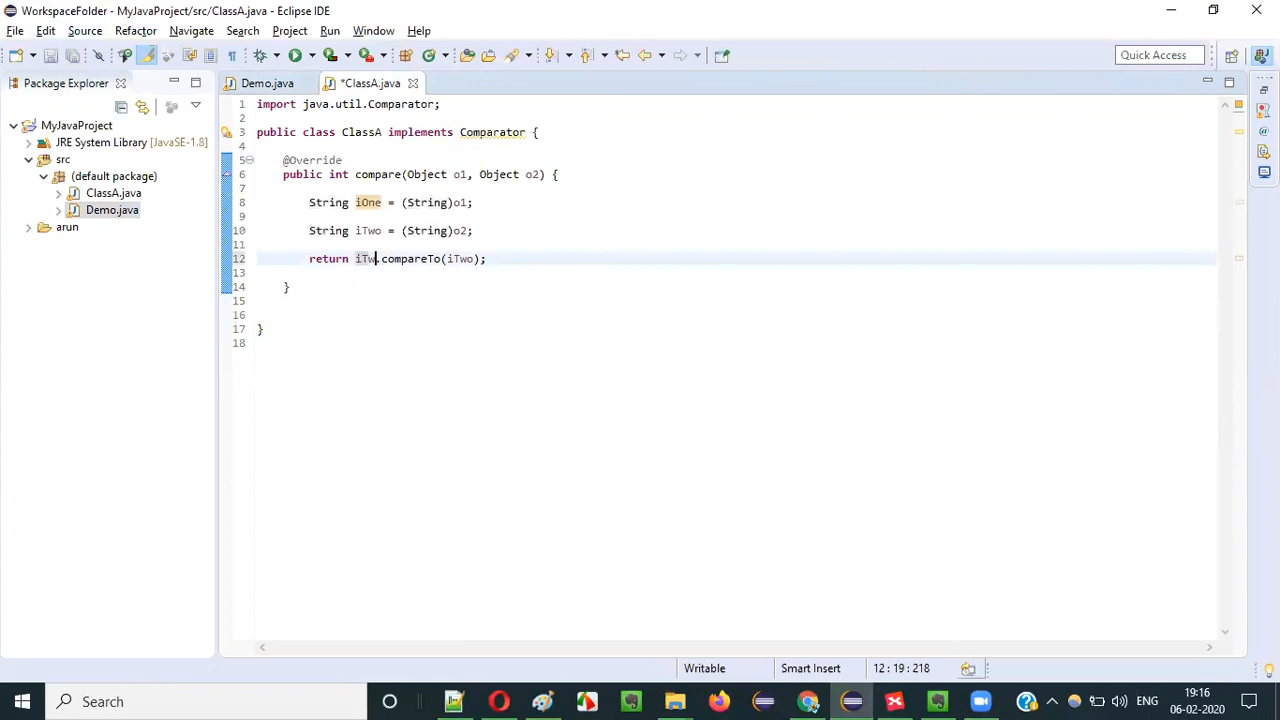 WorkspaceFolder - MyJavaProject/src/ClassA.java - Eclipse IDE
File Edit Source Refactor Navigate Search Project Run Window Help
Quick Access
Package Explorer
Demo.java
*ClassA.java
MyJavaProject
JRE System Library [JavaSE-1.8]
src
(default package)
ClassA.java
Demo.java
arun
1 import java.util.Comparator;
2
3 public class ClassA implements Comparator {
4
5 @Override
6 public int compare(Object o1, Object o2) {
7
8 String iOne = (String)o1;
9
10 String iTwo = (String)o2;
11
12 return iTw.compareTo(iTwo);
13
14 }
15
16
17 }
18
Writable Smart Insert 12 : 19 : 218
Search
ENG
19:16
06-02-2020